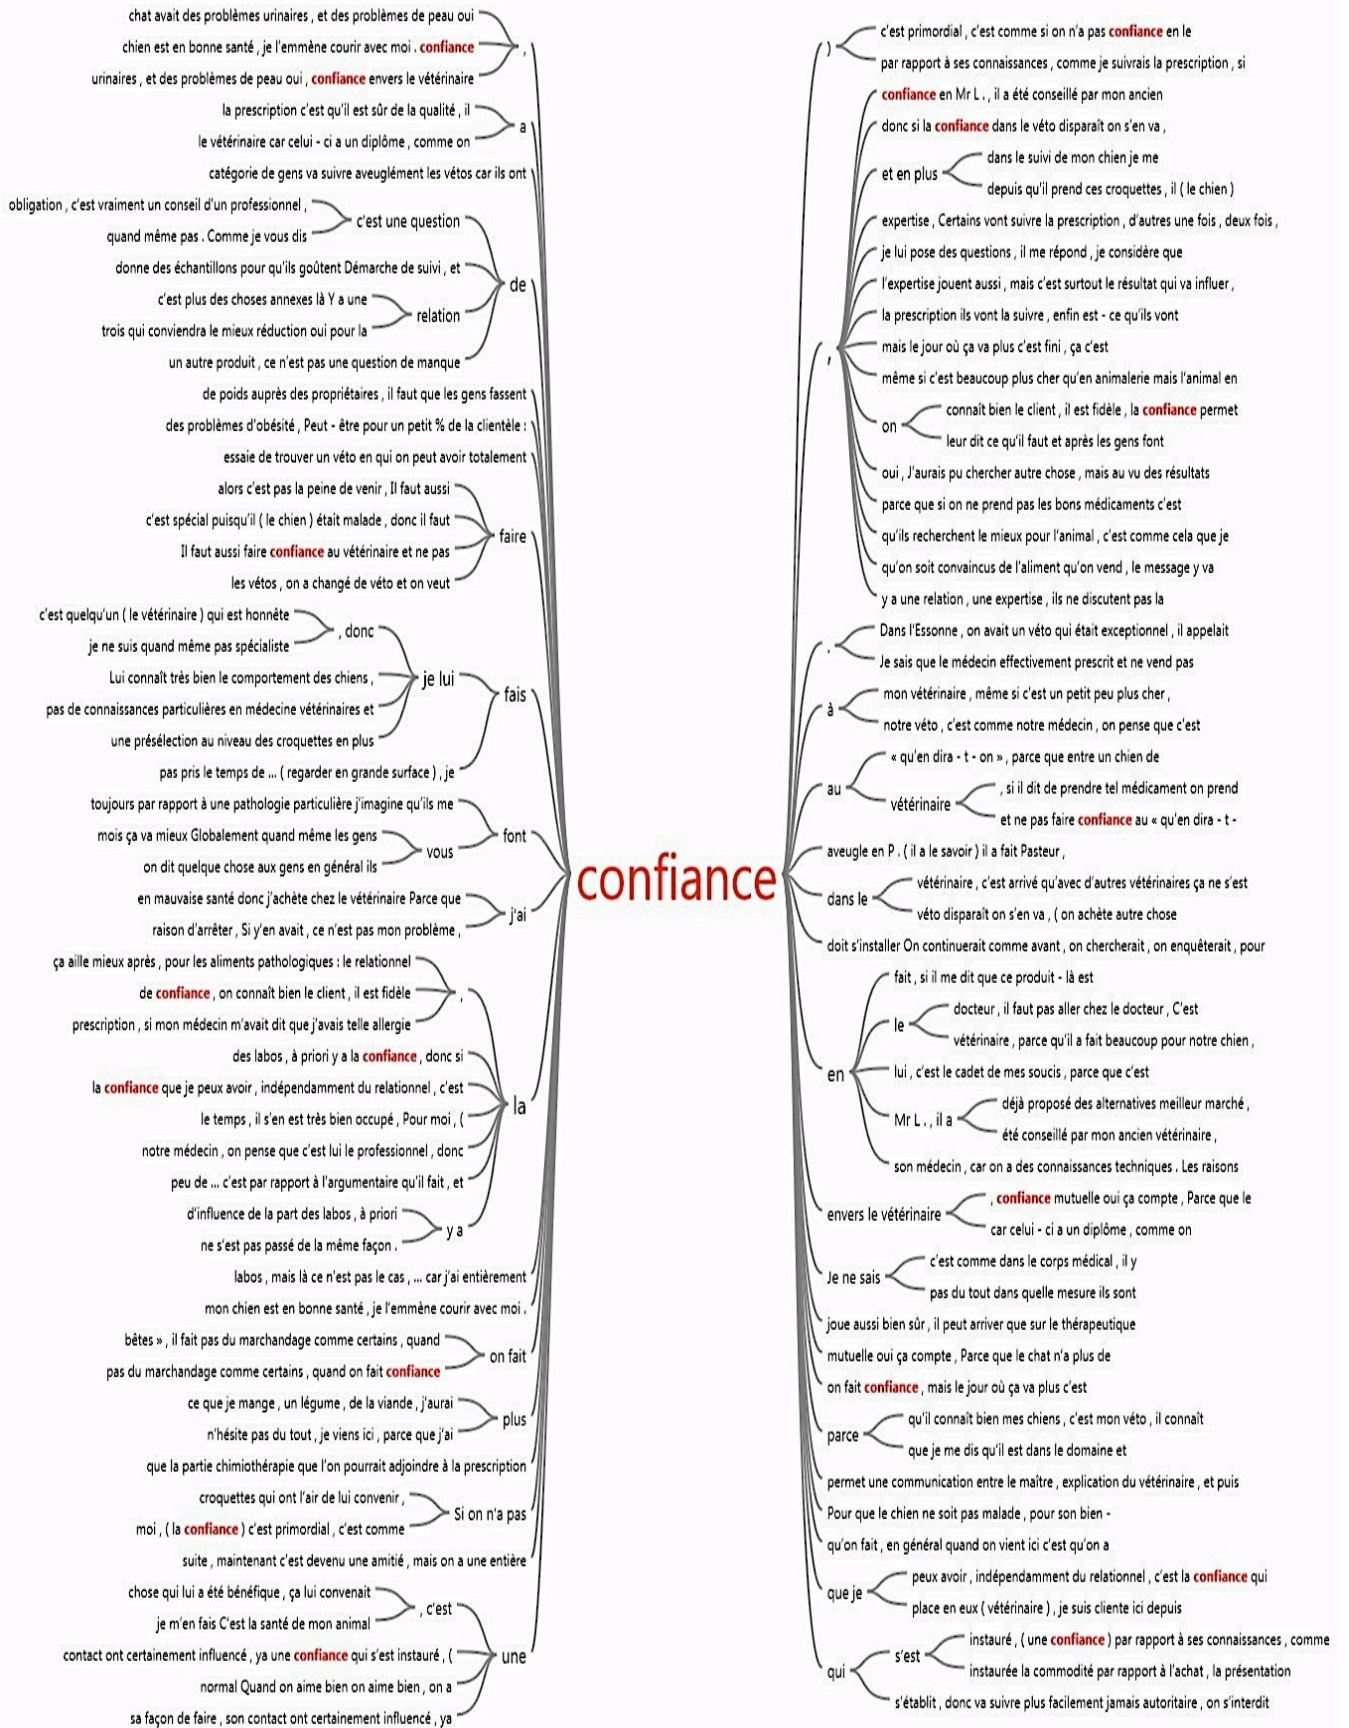 chat avait des problèmes urinaires , et des problèmes de peau oui
chien est en bonne santé , je l'emmène courir avec moi . confiance
,
urinaires , et des problèmes de peau oui , confiance envers le vétérinaire
la prescription c'est qu'il est sûr de la qualité , il
a
le vétérinaire car celui - ci a un diplôme , comme on
catégorie de gens va suivre aveuglément les vétos car ils ont
obligation , c'est vraiment un conseil d'un professionnel ,
c'est une question
quand même pas . Comme je vous dis
donne des échantillons pour qu'ils goûtent Démarche de suivi , et
de
c'est plus des choses annexes là Y a une
relation
trois qui conviendra le mieux réduction oui pour la
un autre produit , ce n'est pas une question de manque
de poids auprès des propriétaires , il faut que les gens fassent
des problèmes d'obésité , Peut - être pour un petit % de la clientèle :
essaie de trouver un véto en qui on peut avoir totalement
alors c'est pas la peine de venir , Il faut aussi
c'est spécial puisqu'il ( le chien ) était malade , donc il faut
faire
Il faut aussi faire confiance au vétérinaire et ne pas
les vétos , on a changé de véto et on veut
c'est quelqu'un ( le vétérinaire ) qui est honnête
, donc
je ne suis quand même pas spécialiste
Lui connaît très bien le comportement des chiens ,
je lui
fais
pas de connaissances particulières en médecine vétérinaires et
une présélection au niveau des croquettes en plus
pas pris le temps de ... ( regarder en grande surface ) , je
toujours par rapport à une pathologie particulière j'imagine qu'ils me
font
mois ça va mieux Globalement quand même les gens
vous
on dit quelque chose aux gens en général ils
en mauvaise santé donc j'achète chez le vétérinaire Parce que
j'ai
raison d'arrêter , Si y'en avait , ce n'est pas mon problème ,
ça aille mieux après , pour les aliments pathologiques : le relationnel
de confiance , on connaît bien le client , il est fidèle
,
prescription , si mon médecin m'avait dit que j'avais telle allergie
des labos , à priori y a la confiance , donc si
la confiance que je peux avoir , indépendamment du relationnel , c'est
la
le temps , il s'en est très bien occupé , Pour moi , (
notre médecin , on pense que c'est lui le professionnel , donc
peu de ... c'est par rapport à l'argumentaire qu'il fait , et
d'influence de la part des labos , à priori
y a
ne s'est pas passé de la même façon .
labos , mais là ce n'est pas le cas , ... car j'ai entièrement
mon chien est en bonne santé , je l'emmène courir avec moi .
bêtes » , il fait pas du marchandage comme certains , quand
on fait
pas du marchandage comme certains , quand on fait confiance
ce que je mange , un légume , de la viande , j'aurai
plus
n'hésite pas du tout , je viens ici , parce que j'ai
que la partie chimiothérapie que l'on pourrait adjoindre à la prescription
croquettes qui ont l'air de lui convenir ,
Si on n'a pas
moi , ( la confiance ) c'est primordial , c'est comme
suite , maintenant c'est devenu une amitié , mais on a une entière
chose qui lui a été bénéfique , ça lui convenait
, c'est
je m'en fais C'est la santé de mon animal
contact ont certainement influencé , ya une confiance qui s'est instauré , (
une
normal Quand on aime bien on aime bien , on a
sa façon de faire , son contact ont certainement influencé , ya
confiance
c'est primordial , c'est comme si on n'a pas confiance en le
)
par rapport à ses connaissances , comme je suivrais la prescription , si
confiance en Mr L . , il a été conseillé par mon ancien
donc si la confiance dans le véto disparaît on s'en va ,
dans le suivi de mon chien je me
et en plus
depuis qu'il prend ces croquettes , il ( le chien )
expertise , Certains vont suivre la prescription , d'autres une fois , deux fois ,
je lui pose des questions , il me répond , je considère que
l'expertise jouent aussi , mais c'est surtout le résultat qui va influer ,
la prescription ils vont la suivre , enfin est - ce qu'ils vont
,
mais le jour où ça va plus c'est fini , ça c'est
même si c'est beaucoup plus cher qu'en animalerie mais l'animal en
connaît bien le client , il est fidèle , la confiance permet
on
leur dit ce qu'il faut et après les gens font
oui , J'aurais pu chercher autre chose , mais au vu des résultats
parce que si on ne prend pas les bons médicaments c'est
qu'ils recherchent le mieux pour l'animal , c'est comme cela que je
qu'on soit convaincus de l'aliment qu'on vend , le message y va
y a une relation , une expertise , ils ne discutent pas la
Dans l'Essonne , on avait un véto qui était exceptionnel , il appelait
.
Je sais que le médecin effectivement prescrit et ne vend pas
mon vétérinaire , même si c'est un petit peu plus cher ,
à
notre véto , c'est comme notre médecin , on pense que c'est
« qu'en dira - t - on » , parce que entre un chien de
au
, si il dit de prendre tel médicament on prend
vétérinaire
et ne pas faire confiance au « qu'en dira - t -
aveugle en P . ( il a le savoir ) il a fait Pasteur ,
vétérinaire , c'est arrivé qu'avec d'autres vétérinaires ça ne s'est
dans le
véto disparaît on s'en va , ( on achète autre chose
doit s'installer On continuerait comme avant , on chercherait , on enquêterait , pour
fait , si il me dit que ce produit - là est
docteur , il faut pas aller chez le docteur , C'est
le
vétérinaire , parce qu'il a fait beaucoup pour notre chien ,
en
lui , c'est le cadet de mes soucis , parce que c'est
déjà proposé des alternatives meilleur marché ,
Mr L . , il a
été conseillé par mon ancien vétérinaire ,
son médecin , car on a des connaissances techniques . Les raisons
, confiance mutuelle oui ça compte , Parce que le
envers le vétérinaire
car celui - ci a un diplôme , comme on
c'est comme dans le corps médical , il y
Je ne sais
pas du tout dans quelle mesure ils sont
joue aussi bien sûr , il peut arriver que sur le thérapeutique
mutuelle oui ça compte , Parce que le chat n'a plus de
on fait confiance , mais le jour où ça va plus c'est
qu'il connaît bien mes chiens , c'est mon véto , il connaît
parce
que je me dis qu'il est dans le domaine et
permet une communication entre le maître , explication du vétérinaire , et puis
Pour que le chien ne soit pas malade , pour son bien -
qu'on fait , en général quand on vient ici c'est qu'on a
peux avoir , indépendamment du relationnel , c'est la confiance qui
que je
place en eux ( vétérinaire ) , je suis cliente ici depuis
instauré , ( une confiance ) par rapport à ses connaissances , comme
s'est
instaurée la commodité par rapport à l'achat , la présentation
qui
s'établit , donc va suivre plus facilement jamais autoritaire , on s'interdit